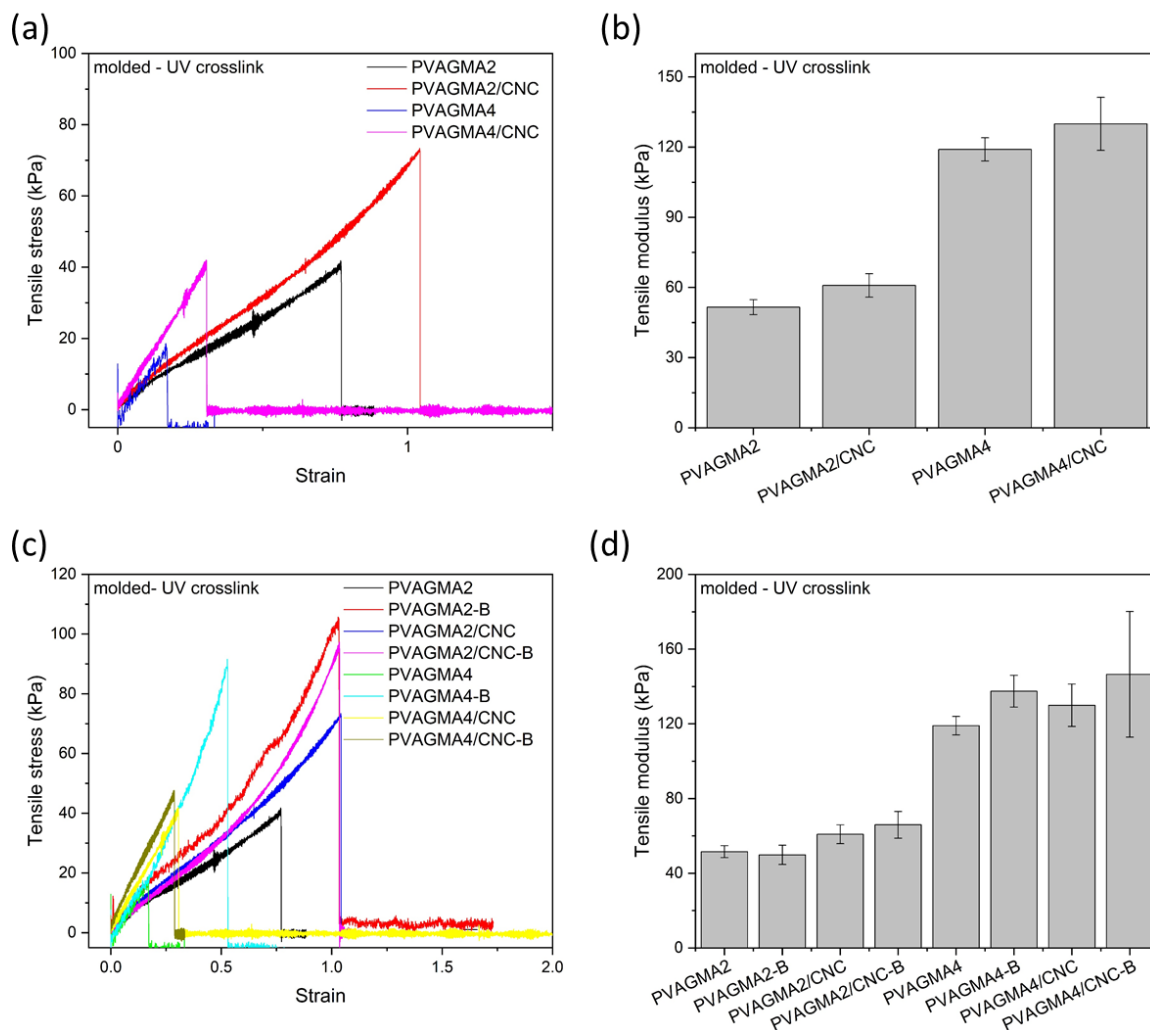 (a)
100
80
60
40
20
0
Tensile stress (kPa)
molded - UV crosslink
PVAGMA2
PVAGMA2/CNC
PVAGMA4
PVAGMA4/CNC
0
1
Strain
(b)
150
120
90
60
30
0
Tensile modulus (kPa)
molded - UV crosslink
PVAGMA2
PVAGMA2/CNC
PVAGMA4
PVAGMA4/CNC
(c)
120
100
80
60
40
20
0
Tensile stress (kPa)
molded- UV crosslink
PVAGMA2
PVAGMA2-B
PVAGMA2/CNC
PVAGMA2/CNC-B
PVAGMA4
PVAGMA4-B
PVAGMA4/CNC
PVAGMA4/CNC-B
0.0
0.5
1.0
1.5
2.0
Strain
(d)
200
160
120
80
40
0
Tensile modulus (kPa)
molded - UV crosslink
PVAGMA2
PVAGMA2-B
PVAGMA2/CNC
PVAGMA2/CNC-B
PVAGMA4
PVAGMA4-B
PVAGMA4/CNC
PVAGMA4/CNC-B